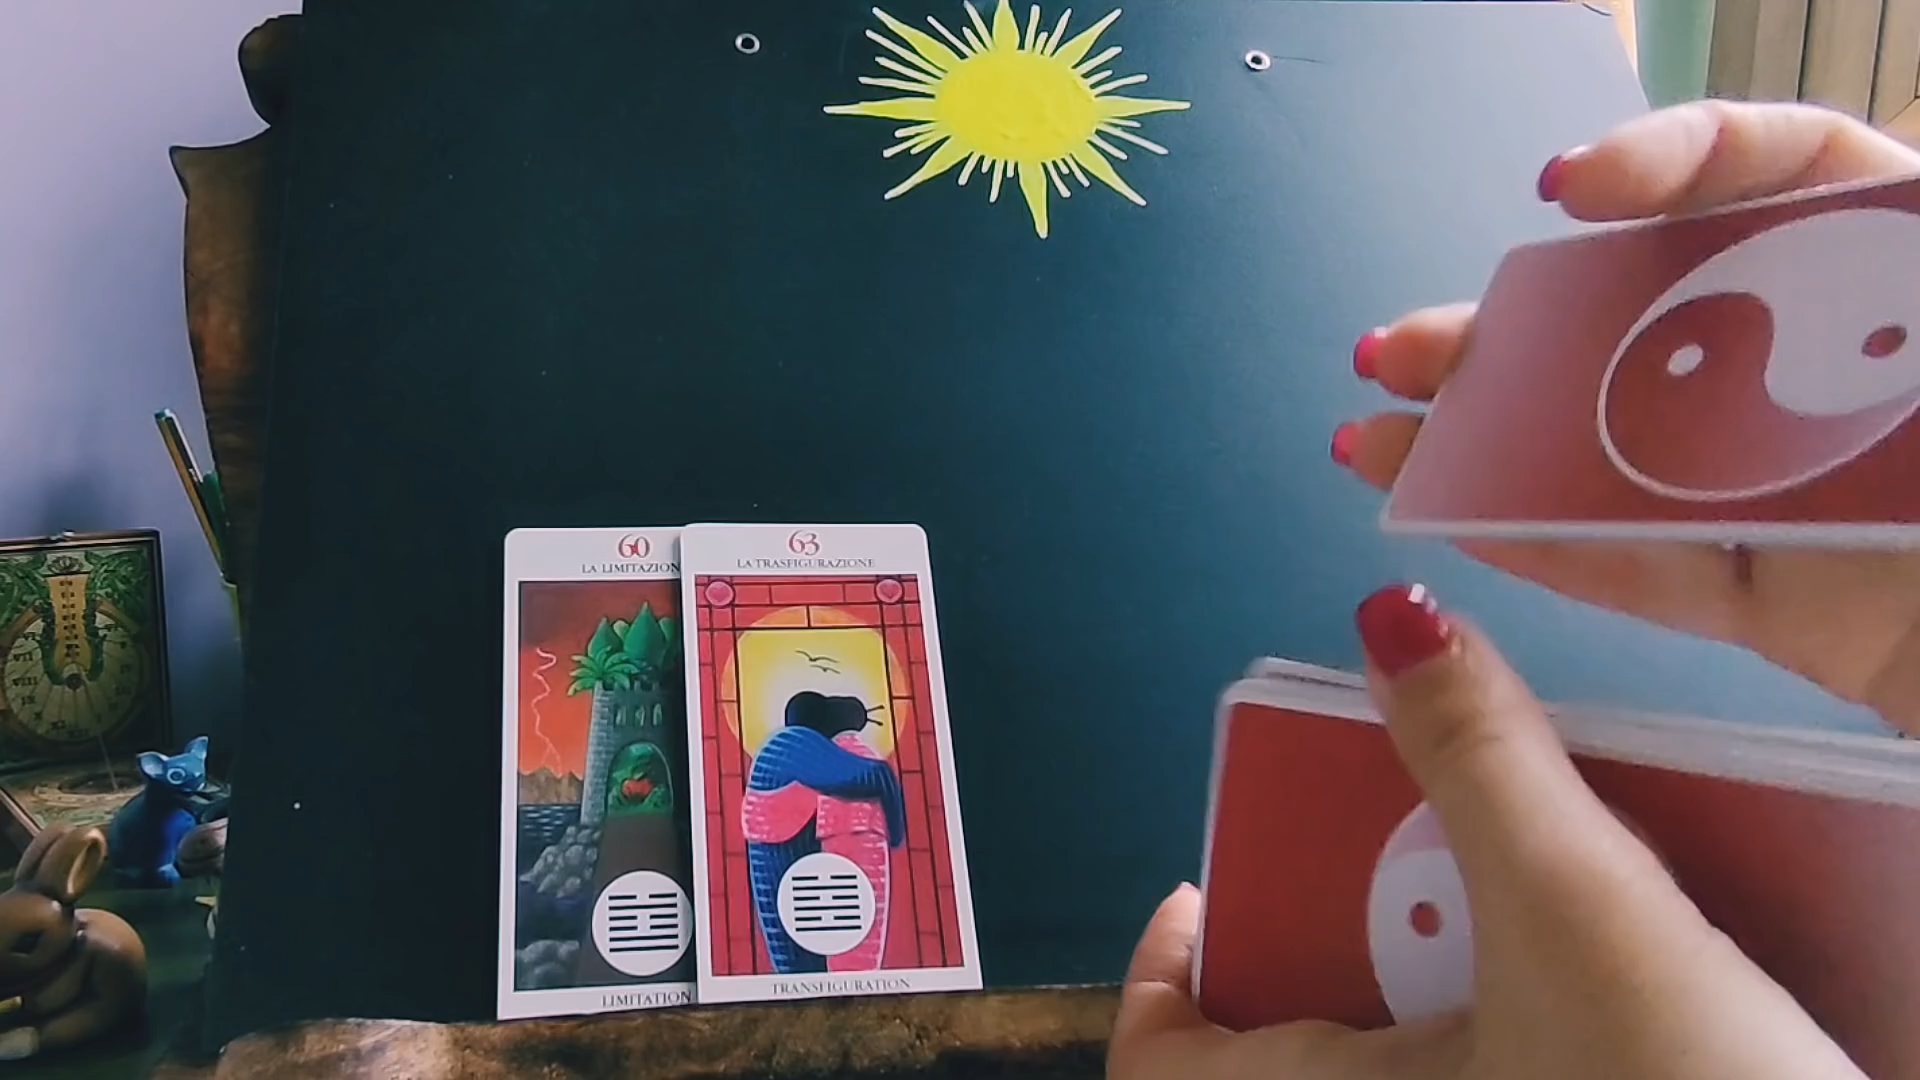 60
LA LIMITAZION
LIMITATION
63
LA TRASFIGURAZIONE
TRANSFIGURATION